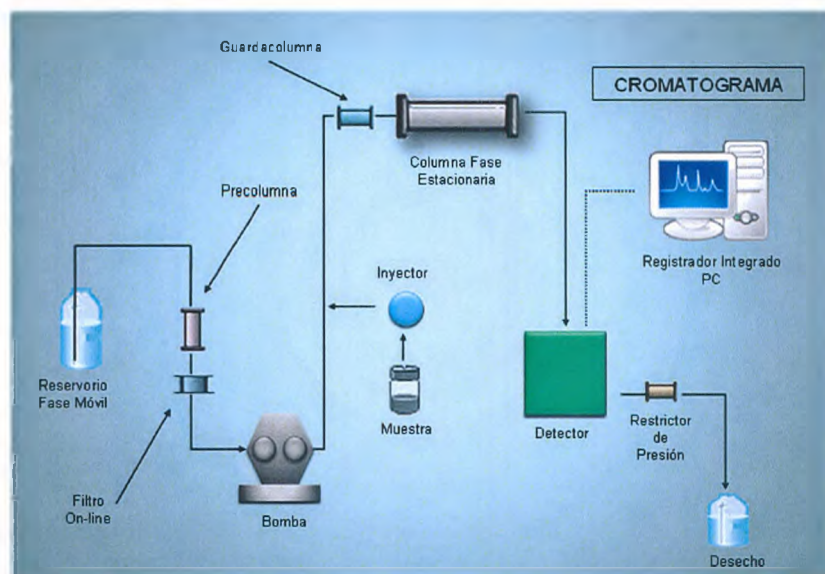 Guardacolumna
CROMATOGRAMA
Columna Fase
Estacionaria
Precolumna
Registrador Integrado
PC
Inyector
Reservorio
Fase Móvil
Muestra
Detector
Restrictor
de
Presión
Filtro
On-line
Bomba
Desecho